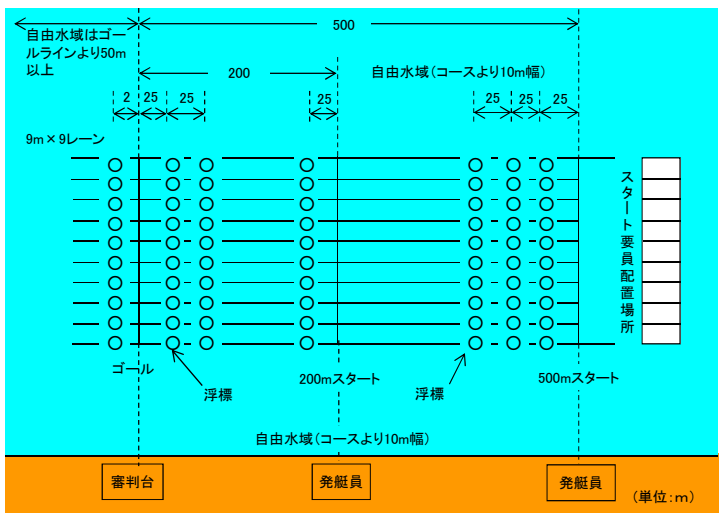 500
自由水域はゴー
ルラインより50m
以上
200
自由水域(コースより10m幅)
2
25
25
25
25
25
25
9m×9レーン
スタート要員配置場所
ゴール
浮標
200mスタート
浮標
500mスタート
自由水域(コースより10m幅)
審判台
発艇員
発艇員
(単位:m)